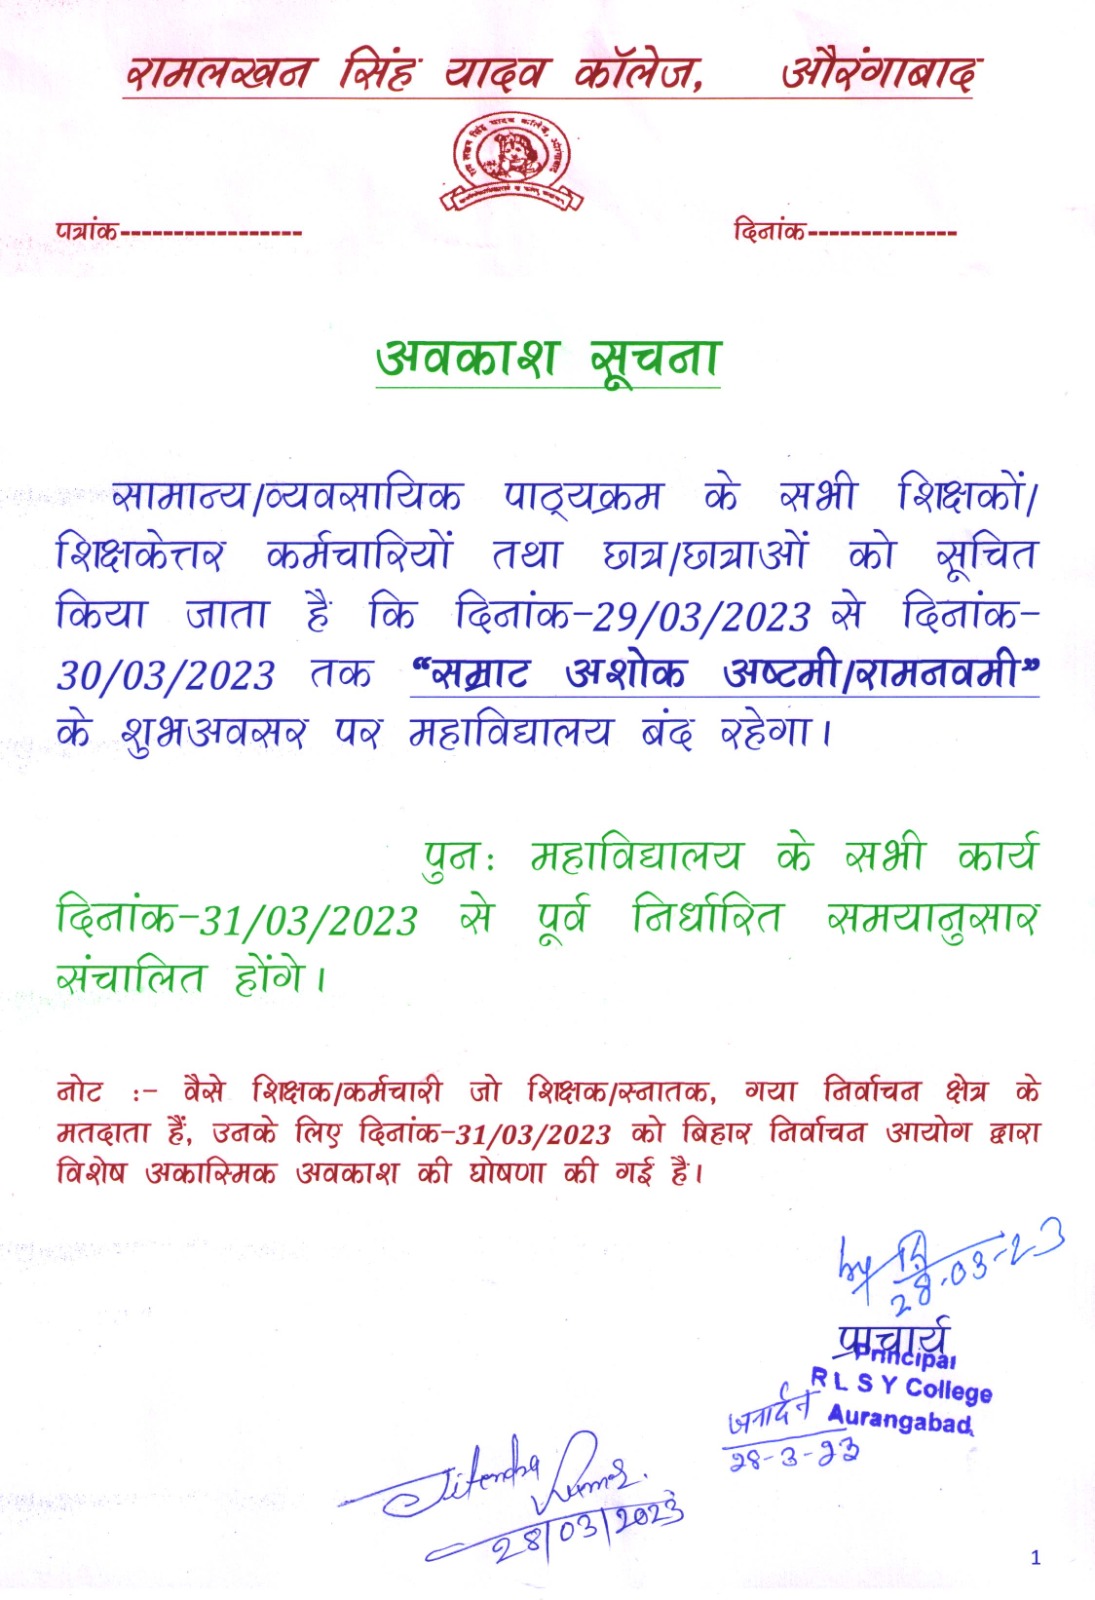 रामलखन सिंह यादव कॉलेज, औरंगाबाद
पत्रांक-----------------
दिनांक--------------
अवकाश सूचना
सामान्य/व्यवसायिक पाठ्यक्रम के सभी शिक्षकों/
शिक्षकेत्तर कर्मचारियों तथा छात्र/छात्राओं को सूचित
किया जाता है कि दिनांक-29/03/2023 से दिनांक-
30/03/2023 तक “सम्राट अशोक अष्टमी/रामनवमी”
के शुभअवसर पर महाविद्यालय बंद रहेगा।
पुनः महाविद्यालय के सभी कार्य
दिनांक-31/03/2023 से पूर्व निर्धारित समयानुसार
संचालित होंगे।
नोट :- वैसे शिक्षक/कर्मचारी जो शिक्षक/स्नातक, गया निर्वाचन क्षेत्र के
मतदाता हैं, उनके लिए दिनांक-31/03/2023 को बिहार निर्वाचन आयोग द्वारा
विशेष अकास्मिक अवकाश की घोषणा की गई है।
28-03-23
प्राचार्य
Principal
R L S Y College
Aurangabad
जनार्दन
28-3-23
Jitendra Kumar.
28/03/2023
1